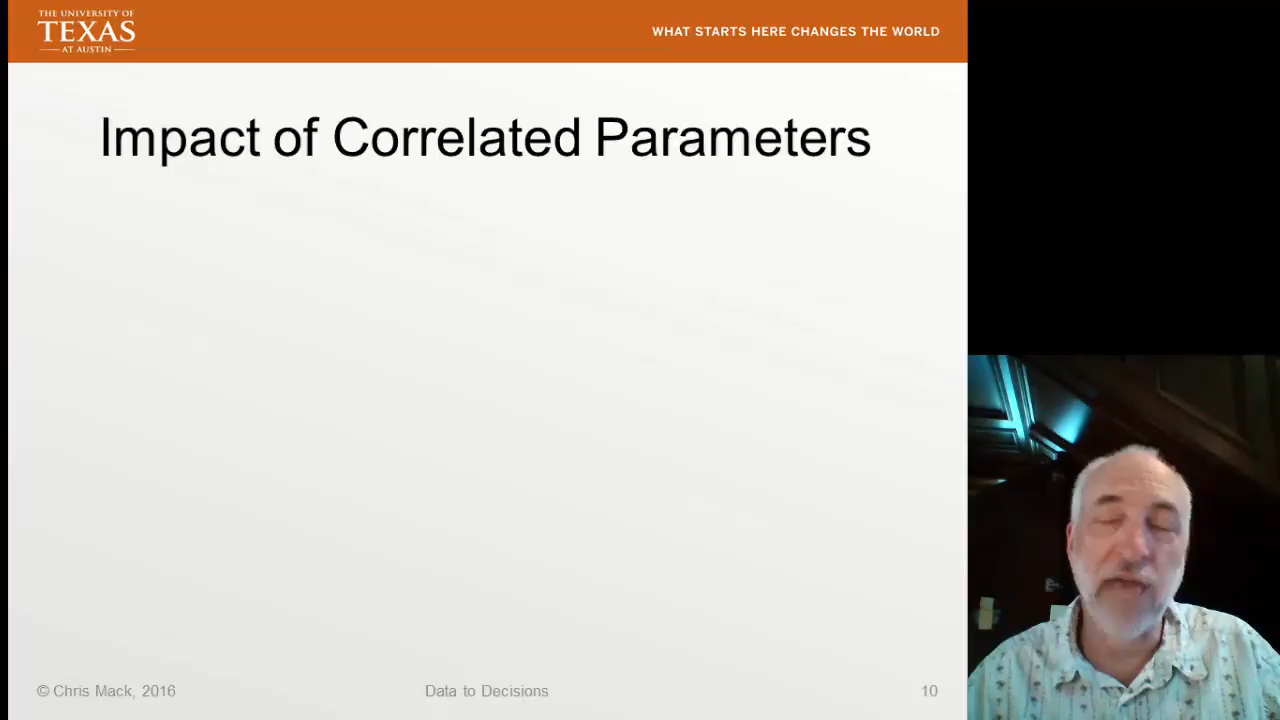 THE UNIVERSITY OF
TEXAS
AT AUSTIN
WHAT STARTS HERE CHANGES THE WORLD
Impact of Correlated Parameters
© Chris Mack, 2016
Data to Decisions
10